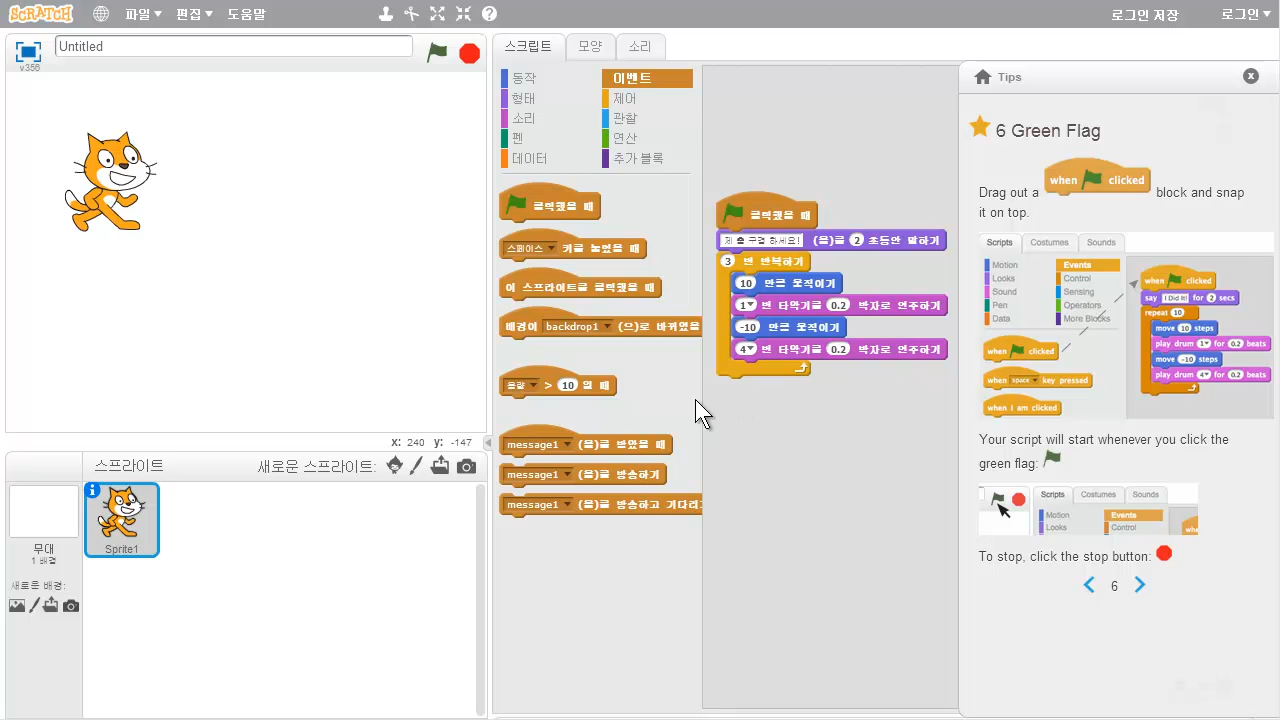 SCRATCH 파일 편집 도움말 로그인 저장 로그인
v356
Untitled
스크립트 모양 소리
동작 이벤트
형태 제어
소리 관찰
펜 연산
데이터 추가 블록
클릭했을 때
스페이스 키를 눌렀을 때
이 스프라이트를 클릭했을 때
배경이 backdrop1 (으)로 바뀌었을
음량 > 10 일 때
message1 (을)를 받았을 때
message1 (을)를 방송하기
message1 (을)를 방송하고 기다리
클릭했을 때
제 춤 구경 하세요! (을)를 2 초동안 말하기
3 번 반복하기
10 만큼 움직이기
1 번 타악기를 0.2 박자로 연주하기
-10 만큼 움직이기
4 번 타악기를 0.2 박자로 연주하기
x: 240 y: -147
스프라이트 새로운 스프라이트:
Sprite1
무대
1 배경
새로운 배경:
Tips
6 Green Flag
Drag out a when clicked block and snap
it on top.
Scripts Costumes Sounds
Motion Events
Looks Control
Sound Sensing
Pen Operators
Data More Blocks
when clicked
when space key pressed
when I am clicked
when clicked
say I Did It! for 2 secs
repeat 10
move 10 steps
play drum 1 for 0.2 beats
move -10 steps
play drum 4 for 0.2 beats
Your script will start whenever you click the
green flag:
Scripts Costumes Sounds
Motion Events
Looks Control
To stop, click the stop button:
6